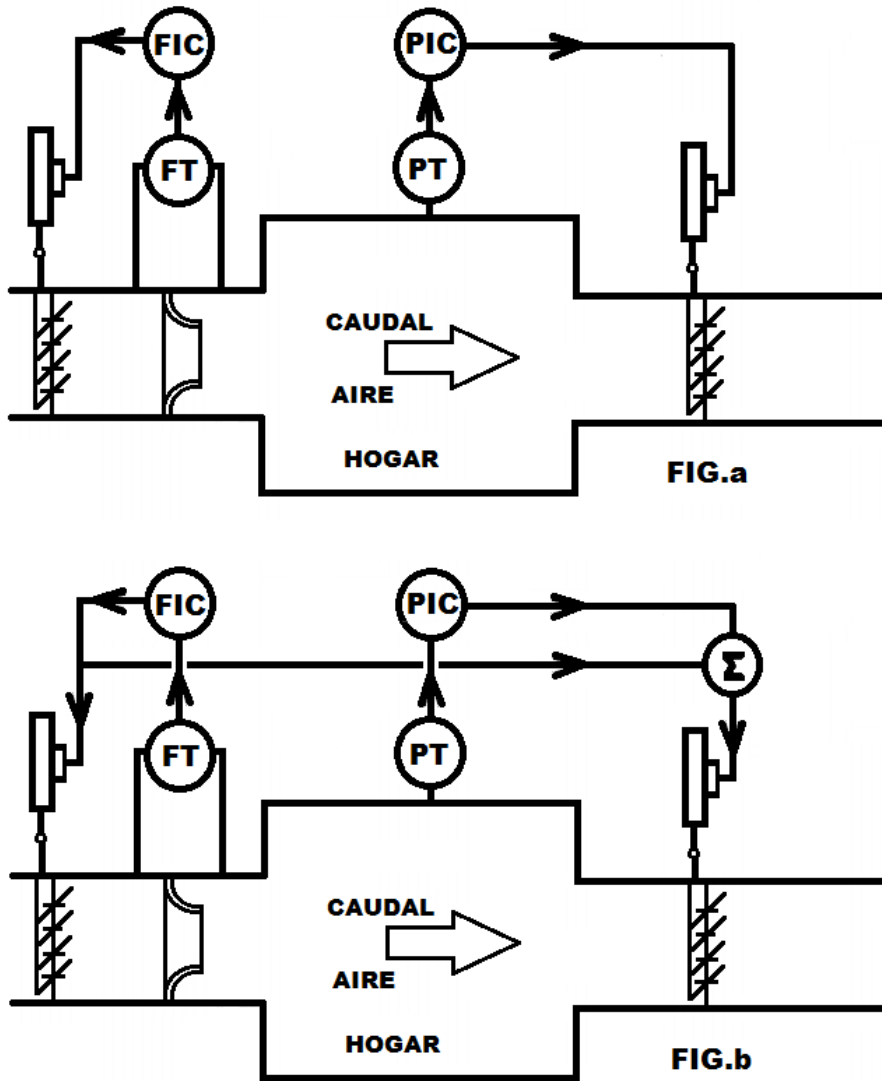 FIC
PIC
FT
PT
CAUDAL
AIRE
HOGAR
FIG.a
FIC
PIC
Σ
FT
PT
CAUDAL
AIRE
HOGAR
FIG.b